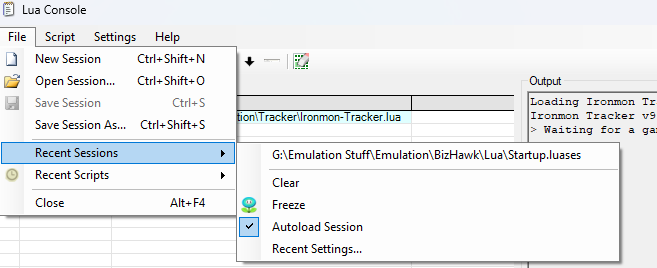 Lua Console
File Script Settings Help
New Session Ctrl+Shift+N
Open Session... Ctrl+Shift+O
Save Session Ctrl+S
Save Session As... Ctrl+Shift+S
Recent Sessions
Recent Scripts
Close Alt+F4
G:\Emulation Stuff\Emulation\BizHawk\Lua\Startup.luases
Clear
Freeze
Autoload Session
Recent Settings...
tion\Tracker\Ironmon-Tracker.lua
Output
Loading Ironmon Tr
Ironmon Tracker v9
> Waiting for a ga